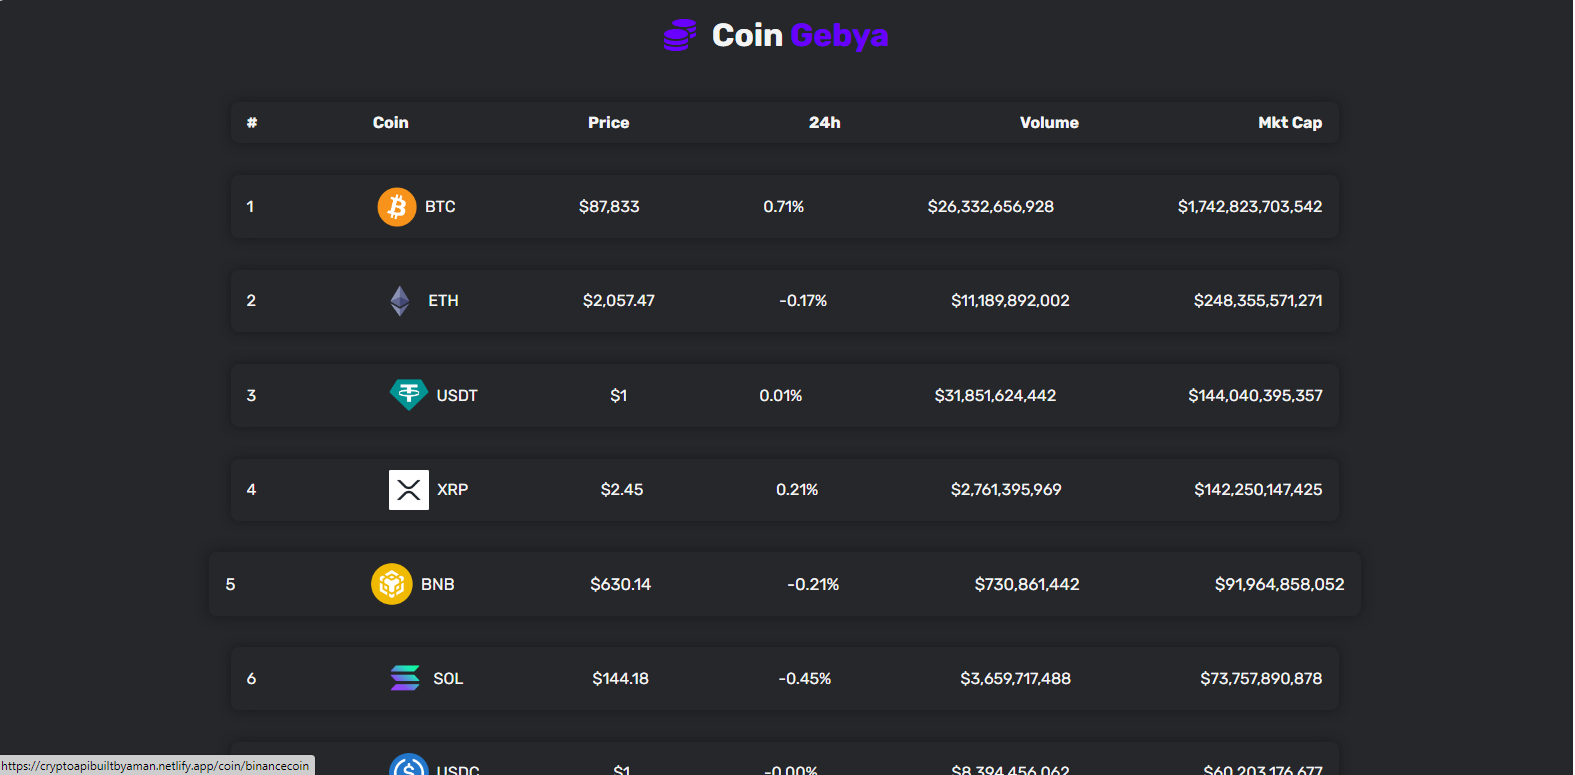 Coin Gebya
# Coin Price 24h Volume Mkt Cap
1 BTC $87,833 0.71% $26,332,656,928 $1,742,823,703,542
2 ETH $2,057.47 -0.17% $11,189,892,002 $248,355,571,271
3 USDT $1 0.01% $31,851,624,442 $144,040,395,357
4 XRP $2.45 0.21% $2,761,395,969 $142,250,147,425
5 BNB $630.14 -0.21% $730,861,442 $91,964,858,052
6 SOL $144.18 -0.45% $3,659,717,488 $73,757,890,878
USDC $1 -0.00% $8,394,456,062 $60,203,176,677
https://cryptoapibuiltbyaman.netlify.app/coin/binancecoin